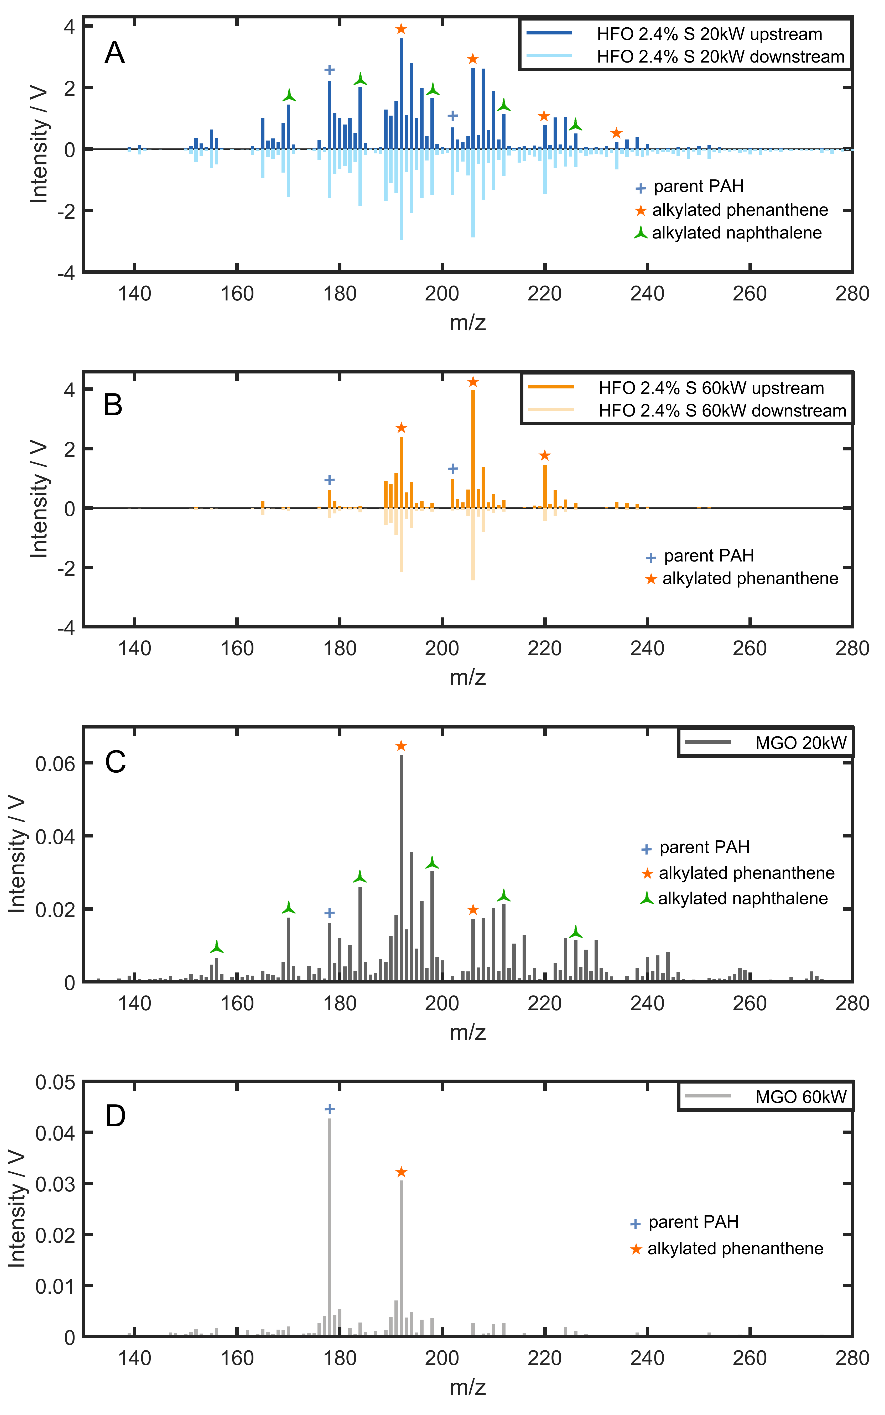 A
HFO 2.4% S 20kW upstream
HFO 2.4% S 20kW downstream
4
2
0
-2
-4
Intensity / V
parent PAH
alkylated phenanthene
alkylated naphthalene
140 160 180 200 220 240 260 280
m/z
B
HFO 2.4% S 60kW upstream
HFO 2.4% S 60kW downstream
4
2
0
-2
-4
Intensity / V
parent PAH
alkylated phenanthene
140 160 180 200 220 240 260 280
m/z
C
MGO 20kW
0.06
0.04
0.02
0
Intensity / V
parent PAH
alkylated phenanthene
alkylated naphthalene
140 160 180 200 220 240 260 280
m/z
D
MGO 60kW
0.05
0.04
0.03
0.02
0.01
0
Intensity / V
parent PAH
alkylated phenanthene
140 160 180 200 220 240 260 280
m/z